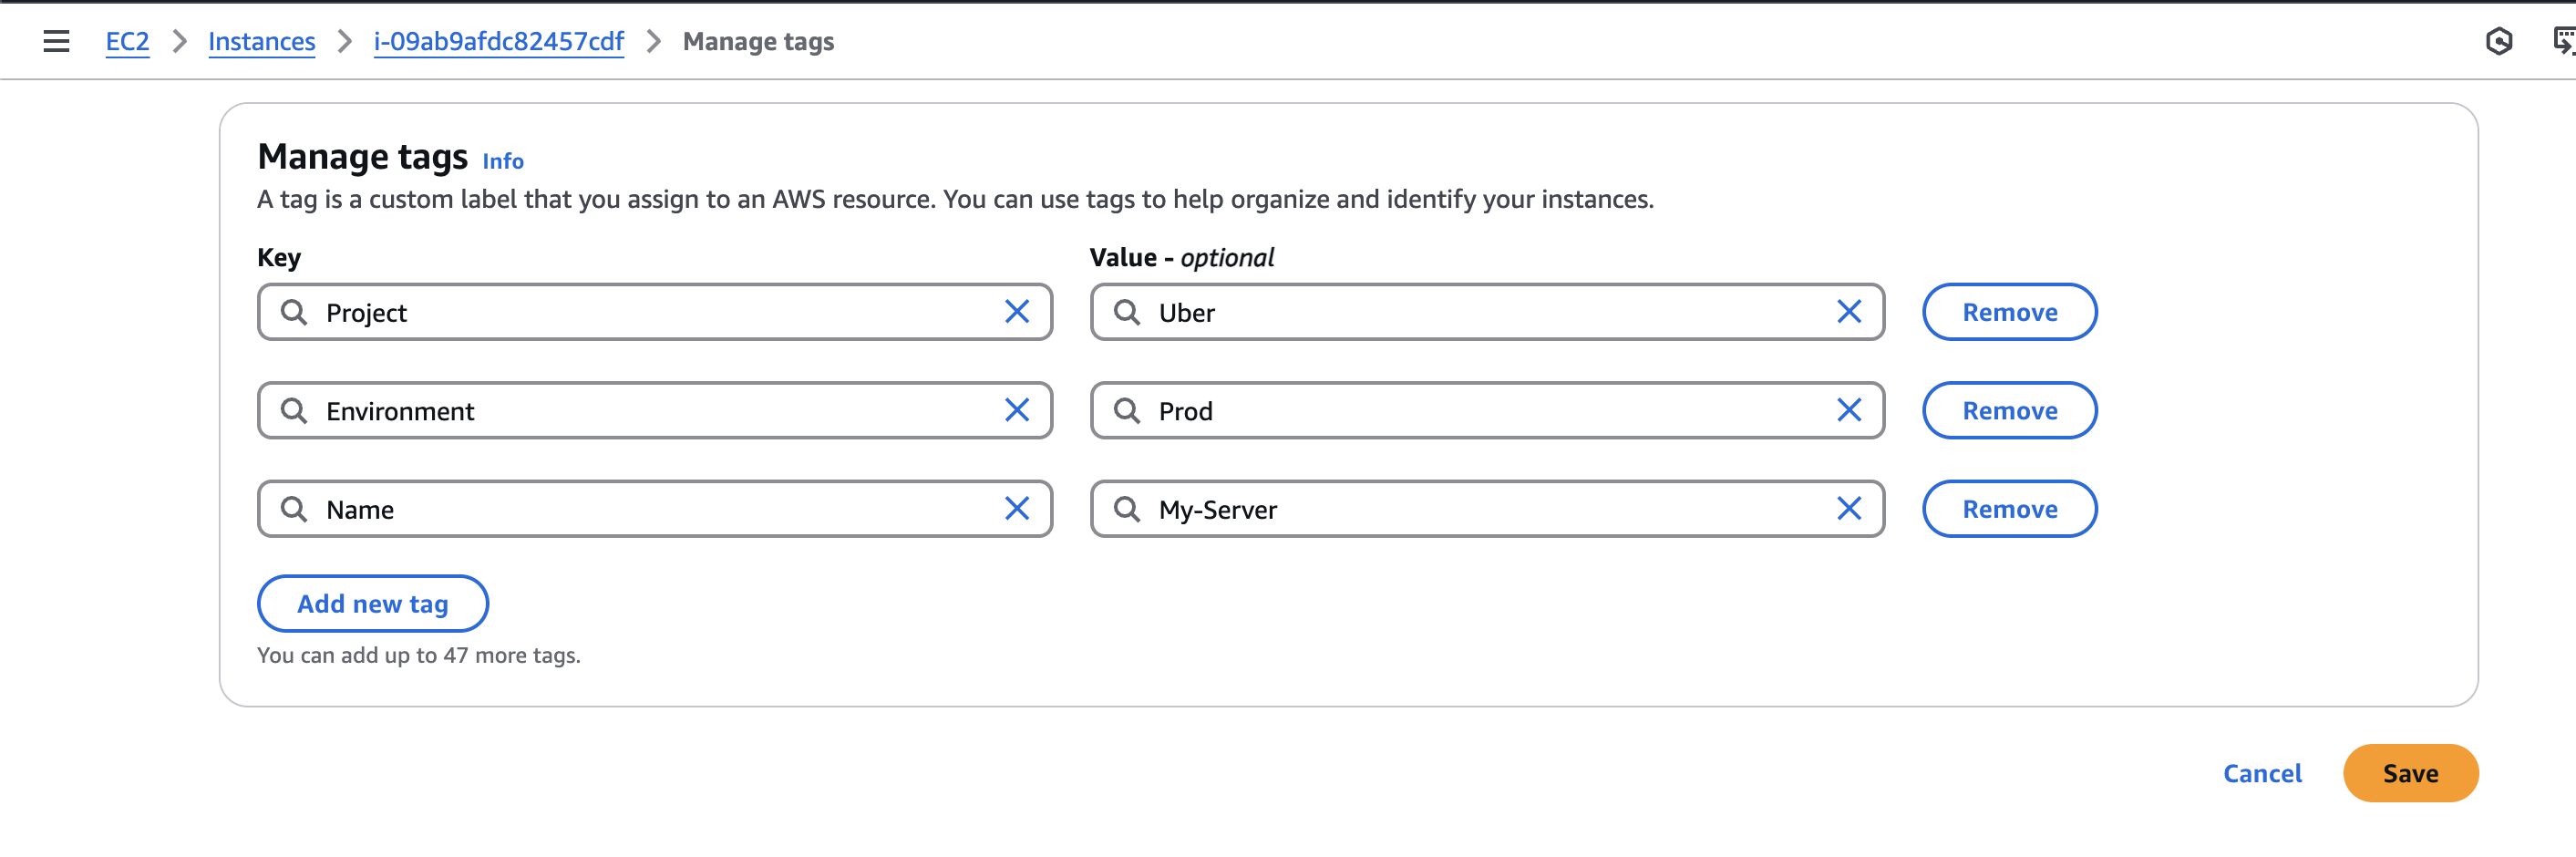 EC2 > Instances > i-09ab9afdc82457cdf > Manage tags
Manage tags Info
A tag is a custom label that you assign to an AWS resource. You can use tags to help organize and identify your instances.
Key Value - optional
Project Uber Remove
Environment Prod Remove
Name My-Server Remove
Add new tag
You can add up to 47 more tags.
Cancel Save